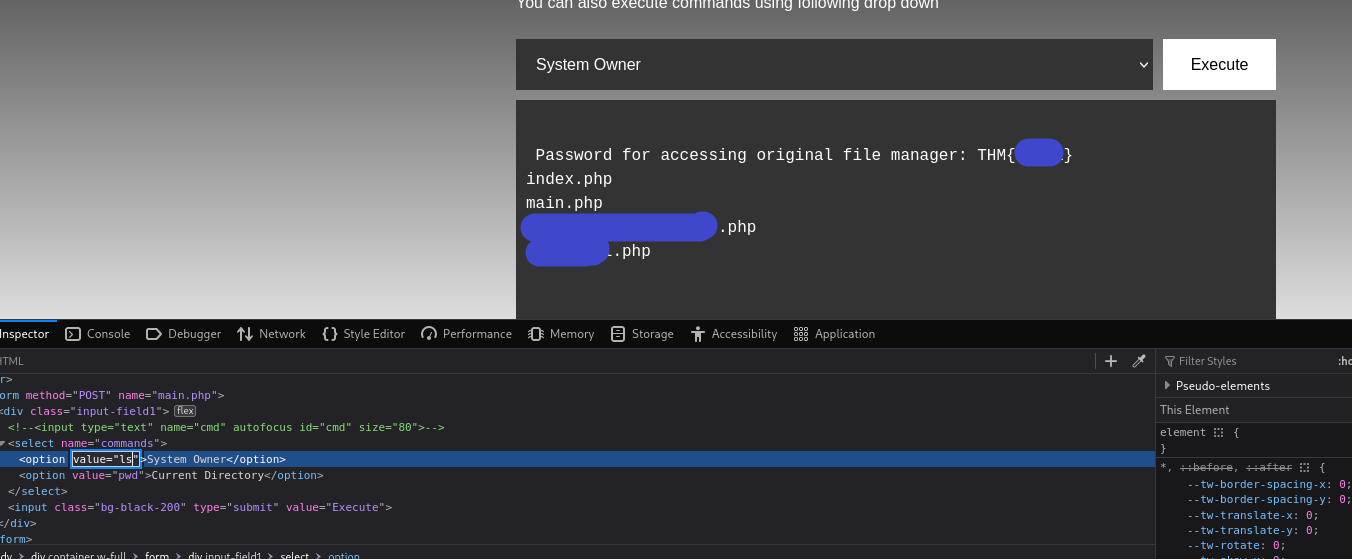 You can also execute commands using following drop down
System Owner
Execute
Password for accessing original file manager: THM{ }
index.php
main.php
.php
.php
Inspector Console Debugger Network Style Editor Performance Memory Storage Accessibility Application
HTML
Filter Styles
:ho
r>
orm method="POST" name="main.php">
<div class="input-field1"> flex
<!--<input type="text" name="cmd" autofocus id="cmd" size="80">-->
<select name="commands">
<option value="ls">System Owner</option>
<option value="pwd">Current Directory</option>
</select>
<input class="bg-black-200" type="submit" value="Execute">
</div>
form>
dy > div.container.w-full > form > div.input-field1 > select > option
Pseudo-elements
This Element
element {
}
*, ::before, ::after {
--tw-border-spacing-x: 0;
--tw-border-spacing-y: 0;
--tw-translate-x: 0;
--tw-translate-y: 0;
--tw-rotate: 0;